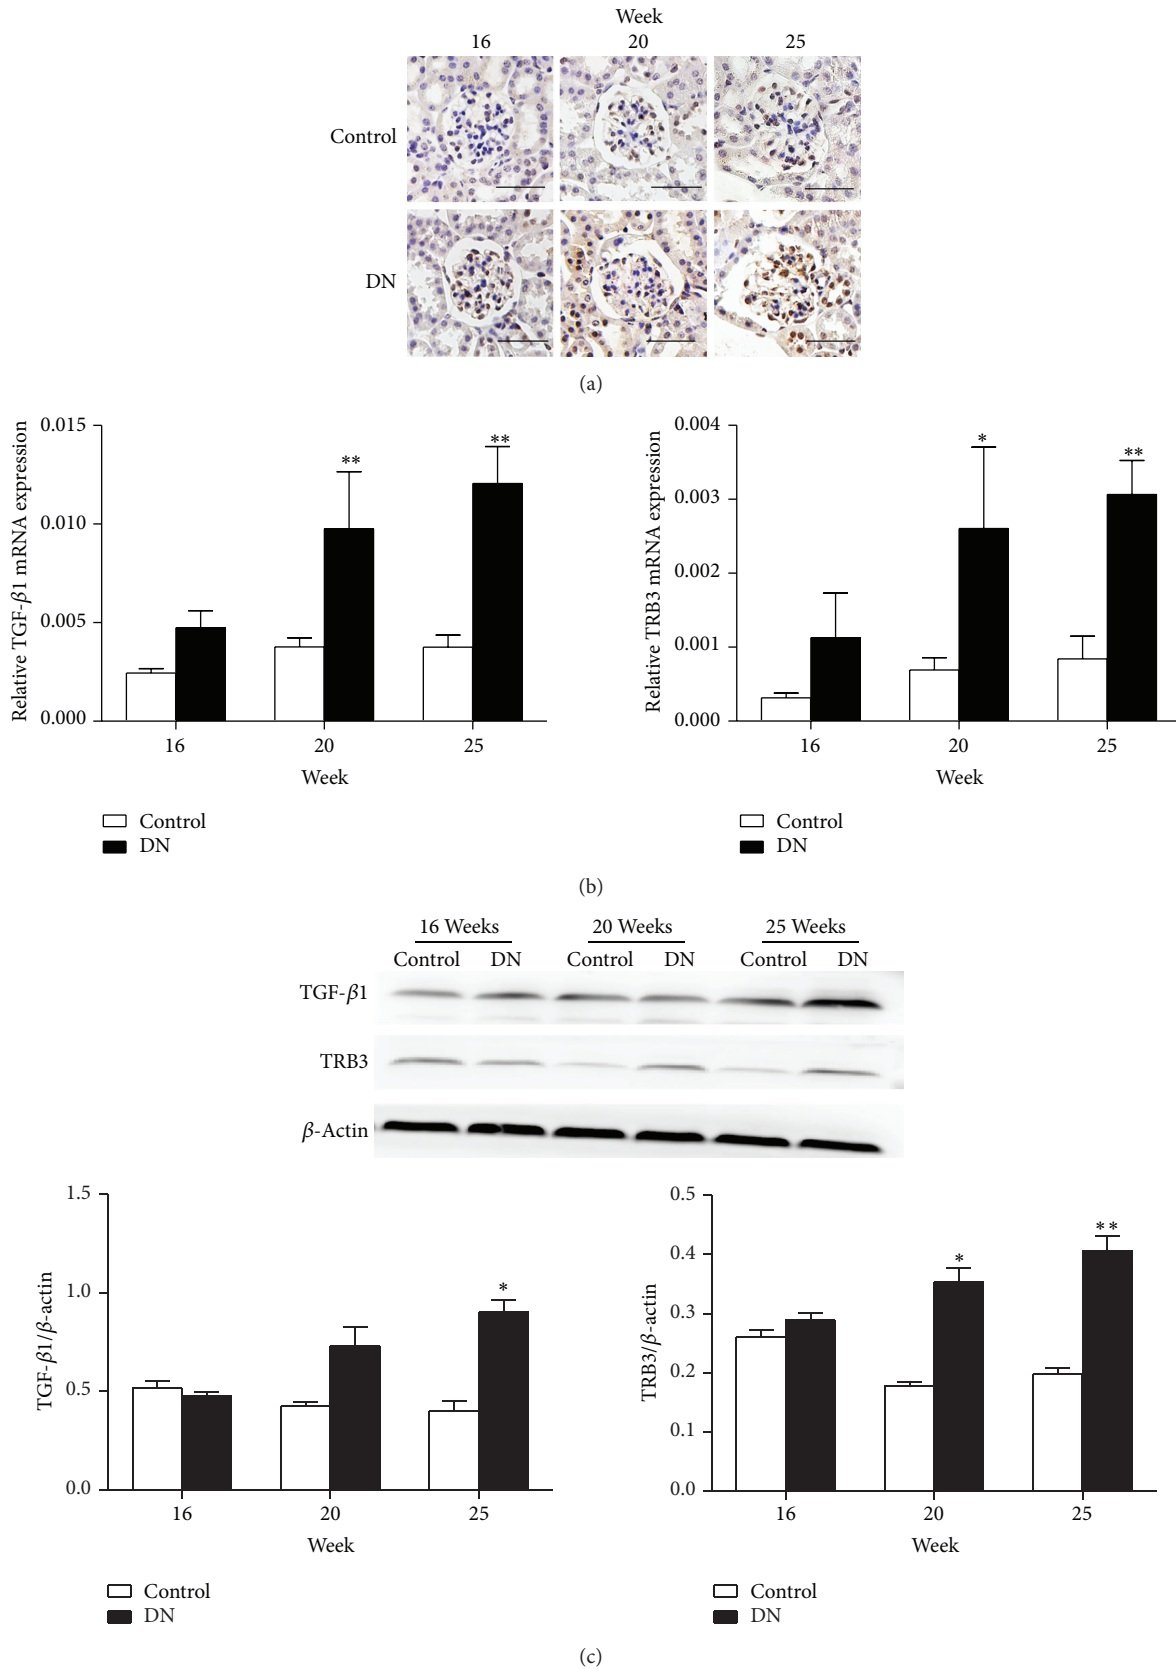 Week
16 20 25
Control
DN
(a)
Relative TGF-β1 mRNA expression
0.015
0.010
0.005
0.000
** **
16 20 25
Week
Control
DN
Relative TRB3 mRNA expression
0.004
0.003
0.002
0.001
0.000
* **
16 20 25
Week
Control
DN
(b)
16 Weeks 20 Weeks 25 Weeks
Control DN Control DN Control DN
TGF-β1
TRB3
β-Actin
TGF-β1/β-actin
1.5
1.0
0.5
0.0
*
16 20 25
Week
Control
DN
TRB3/β-actin
0.5
0.4
0.3
0.2
0.1
0.0
* **
16 20 25
Week
Control
DN
(c)